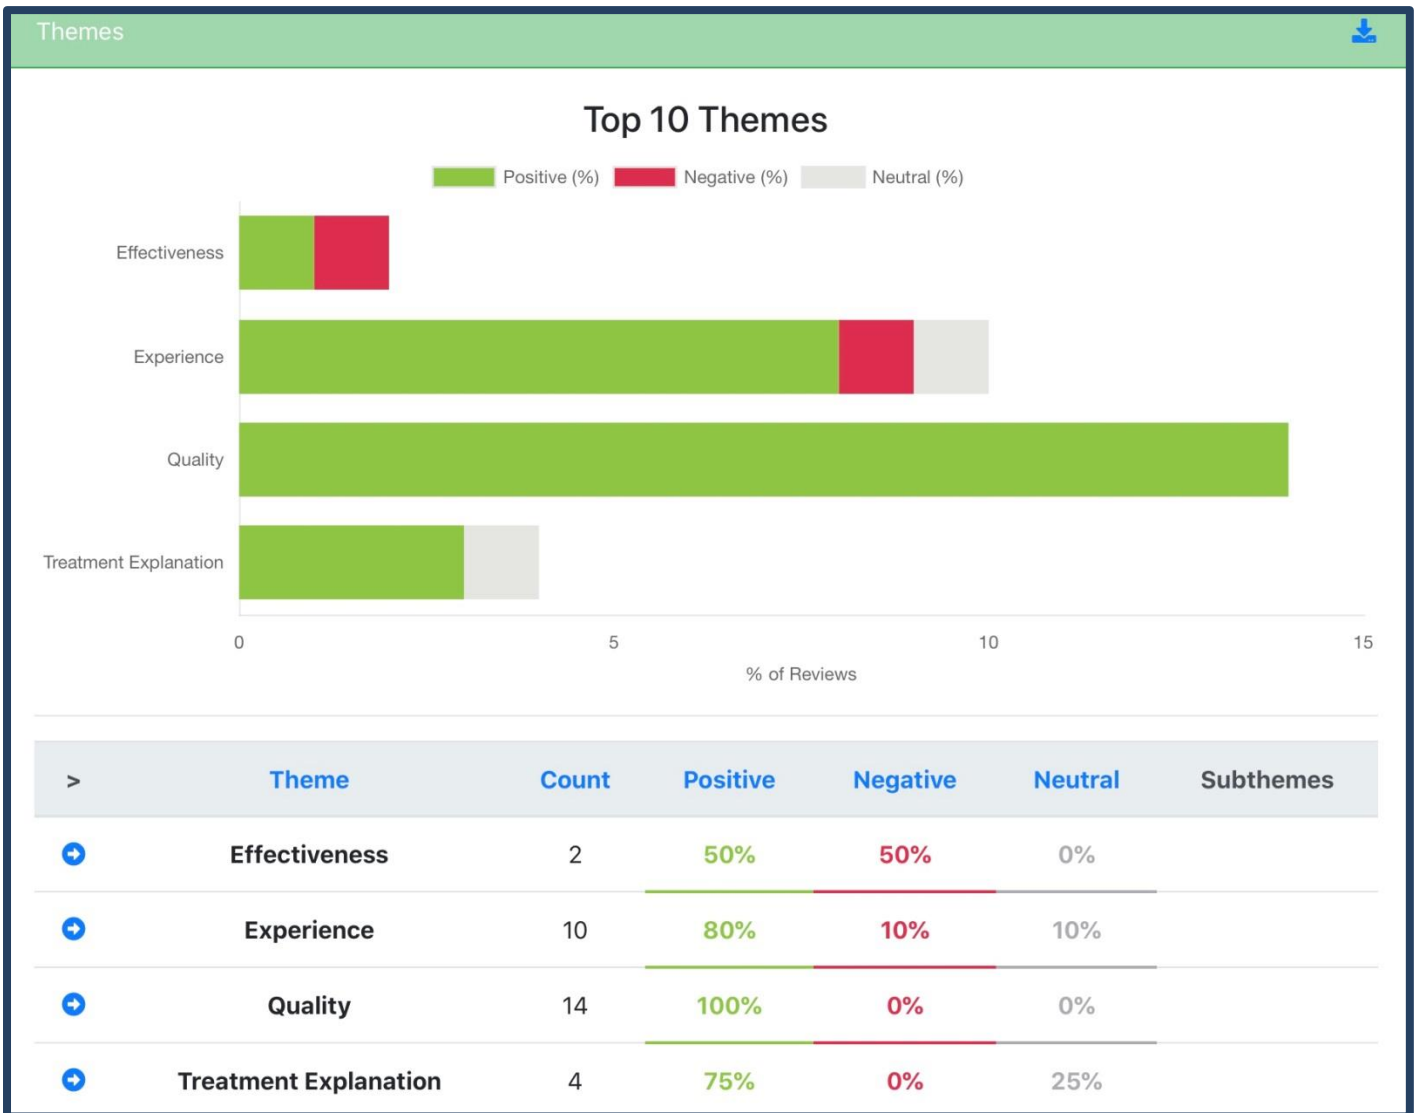 Themes
Top 10 Themes
Positive (%) Negative (%) Neutral (%)
Effectiveness
Experience
Quality
Treatment Explanation
0 5 10 15
% of Reviews
> Theme Count Positive Negative Neutral Subthemes
Effectiveness 2 50% 50% 0%
Experience 10 80% 10% 10%
Quality 14 100% 0% 0%
Treatment Explanation 4 75% 0% 25%